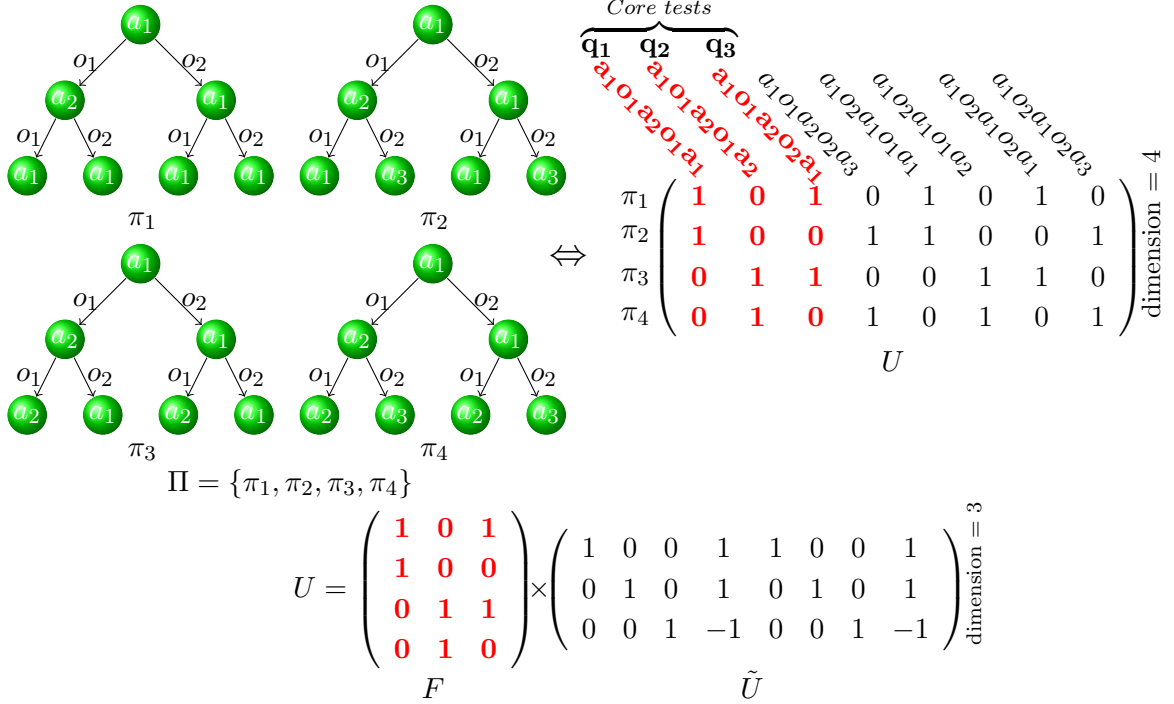 a₁ a₁
o₁ o₂ o₁ o₂
a₂ a₁ a₂ a₁
o₁ o₂ o₁ o₂ o₁ o₂ o₁ o₂
a₁ a₁ a₁ a₁ a₁ a₃ a₁ a₃
π₁ π₂
a₁ a₁
o₁ o₂ o₁ o₂
a₂ a₁ a₂ a₁
o₁ o₂ o₁ o₂ o₁ o₂ o₁ o₂
a₂ a₁ a₂ a₁ a₂ a₃ a₂ a₃
π₃ π₄
Π = {π₁, π₂, π₃, π₄}
⇔
Core tests
q₁ q₂ q₃
a₁o₁a₂o₁a₁
a₁o₁a₂o₁a₂
a₁o₁a₂o₂a₁
a₁o₁a₂o₂a₃
a₁o₂a₁o₁a₁
a₁o₂a₁o₁a₂
a₁o₂a₁o₂a₁
a₁o₂a₁o₂a₃
π₁ 1 0 1 0 1 0 1 0
π₂ 1 0 0 1 1 0 0 1
π₃ 0 1 1 0 0 1 1 0
π₄ 0 1 0 1 0 1 0 1
dimension = 4
U
U = × 
1 0 1
1 0 0
0 1 1
0 1 0
F
1 0 0 1 1 0 0 1
0 1 0 1 0 1 0 1
0 0 1 −1 0 0 1 −1
dimension = 3
Ũ